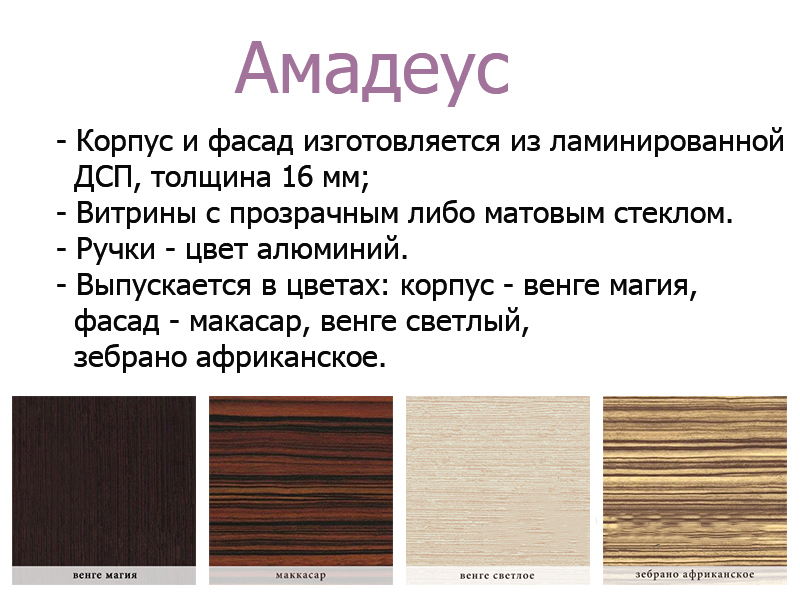 Амадеус
- Корпус и фасад изготовляется из ламинированной
ДСП, толщина 16 мм;
- Витрины с прозрачным либо матовым стеклом.
- Ручки - цвет алюминий.
- Выпускается в цветах: корпус - венге магия,
фасад - макасар, венге светлый,
зебрано африканское.
венге магия
маккасар
венге светлое
зебрано африканское